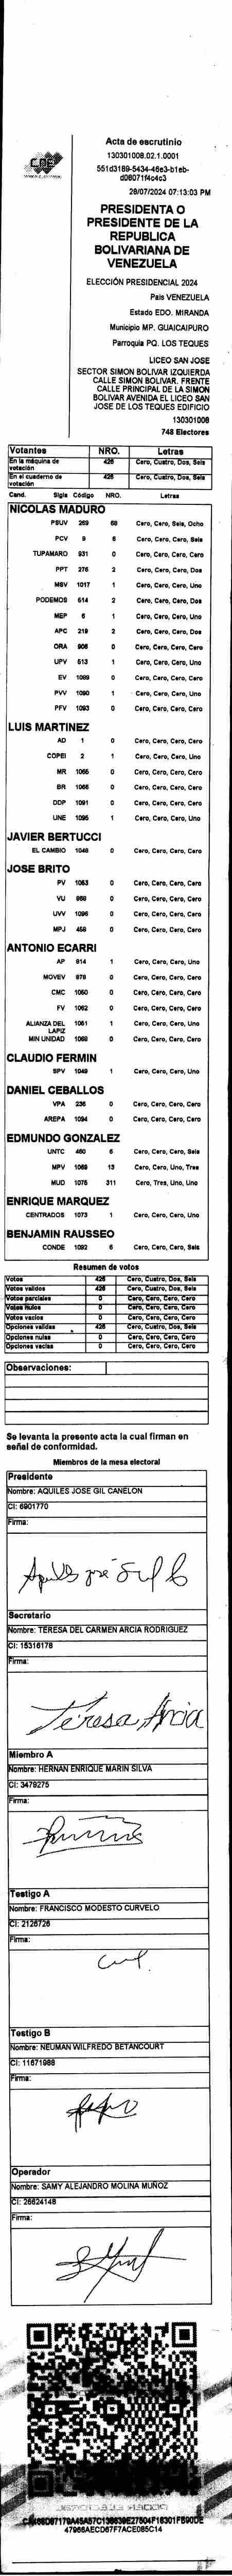 CNE
Acta de escrutinio
130301008.02.1.0001
551d3189-5434-46e3-b1eb-
d08071f4c4c3
28/07/2024 07:13:03 PM
PRESIDENTA O
PRESIDENTE DE LA
REPUBLICA
BOLIVARIANA DE
VENEZUELA
ELECCIÓN PRESIDENCIAL 2024
Pais VENEZUELA
Estado EDO. MIRANDA
Municipio MP. GUAICAIPURO
Parroquia PQ. LOS TEQUES
LICEO SAN JOSE
SECTOR SIMON BOLIVAR IZQUIERDA
CALLE SIMON BOLIVAR. FRENTE
CALLE PRINCIPAL DE LA SIMON
BOLIVAR AVENIDA EL LICEO SAN
JOSE DE LOS TEQUES EDIFICIO
130301008
748 Electores
Votantes NRO. Letras
En la máquina de votación 426 Cero, Cuatro, Dos, Seis
En el cuaderno de votación 426 Cero, Cuatro, Dos, Seis
Cand. Sigla Código NRO. Letras
NICOLAS MADURO
PSUV 269 68 Cero, Cero, Seis, Ocho
PCV 9 6 Cero, Cero, Cero, Seis
TUPAMARO 931 0 Cero, Cero, Cero, Cero
PPT 276 2 Cero, Cero, Cero, Dos
MSV 1017 1 Cero, Cero, Cero, Uno
PODEMOS 514 2 Cero, Cero, Cero, Dos
MEP 6 1 Cero, Cero, Cero, Uno
APC 219 2 Cero, Cero, Cero, Dos
ORA 906 0 Cero, Cero, Cero, Cero
UPV 513 1 Cero, Cero, Cero, Uno
EV 1089 0 Cero, Cero, Cero, Cero
PVV 1090 1 Cero, Cero, Cero, Uno
PFV 1093 0 Cero, Cero, Cero, Cero
LUIS MARTINEZ
AD 1 0 Cero, Cero, Cero, Cero
COPEI 2 1 Cero, Cero, Cero, Uno
MR 1065 0 Cero, Cero, Cero, Cero
BR 1066 0 Cero, Cero, Cero, Cero
DDP 1091 0 Cero, Cero, Cero, Cero
UNE 1095 1 Cero, Cero, Cero, Uno
JAVIER BERTUCCI
EL CAMBIO 1048 0 Cero, Cero, Cero, Cero
JOSE BRITO
PV 1053 0 Cero, Cero, Cero, Cero
VU 968 0 Cero, Cero, Cero, Cero
UVV 1096 0 Cero, Cero, Cero, Cero
MPJ 458 0 Cero, Cero, Cero, Cero
ANTONIO ECARRI
AP 914 1 Cero, Cero, Cero, Uno
MOVEV 978 0 Cero, Cero, Cero, Cero
CMC 1050 0 Cero, Cero, Cero, Cero
FV 1062 0 Cero, Cero, Cero, Cero
ALIANZA DEL LAPIZ 1061 1 Cero, Cero, Cero, Uno
MIN UNIDAD 1068 0 Cero, Cero, Cero, Cero
CLAUDIO FERMIN
SPV 1049 1 Cero, Cero, Cero, Uno
DANIEL CEBALLOS
VPA 236 0 Cero, Cero, Cero, Cero
AREPA 1094 0 Cero, Cero, Cero, Cero
EDMUNDO GONZALEZ
UNTC 460 6 Cero, Cero, Cero, Seis
MPV 1069 13 Cero, Cero, Uno, Tres
MUD 1075 311 Cero, Tres, Uno, Uno
ENRIQUE MARQUEZ
CENTRADOS 1073 1 Cero, Cero, Cero, Uno
BENJAMIN RAUSSEO
CONDE 1092 6 Cero, Cero, Cero, Seis
Resumen de votos
Votos 426 Cero, Cuatro, Dos, Seis
Votos validos 426 Cero, Cuatro, Dos, Seis
Votos parciales 0 Cero, Cero, Cero, Cero
Votos nulos 0 Cero, Cero, Cero, Cero
Votos vacios 0 Cero, Cero, Cero, Cero
Opciones validas 426 Cero, Cuatro, Dos, Seis
Opciones nulas 0 Cero, Cero, Cero, Cero
Opciones vacias 0 Cero, Cero, Cero, Cero
Observaciones:
Se levanta la presente acta la cual firman en
señal de conformidad.
Miembros de la mesa electoral
Presidente
Nombre: AQUILES JOSE GIL CANELON
CI: 6901770
Firma:
Aquiles José Gil C
Secretario
Nombre: TERESA DEL CARMEN ARCIA RODRIGUEZ
CI: 15316178
Firma:
Teresa Arcia
Miembro A
Nombre: HERNAN ENRIQUE MARIN SILVA
CI: 3479275
Firma:
Testigo A
Nombre: FRANCISCO MODESTO CURVELO
CI: 2126726
Firma:
Testigo B
Nombre: NEUMAN WILFREDO BETANCOURT
CI: 11671988
Firma:
Operador
Nombre: SAMY ALEJANDRO MOLINA MUÑOZ
CI: 26624148
Firma:
47966AECD67F7ACE085C14